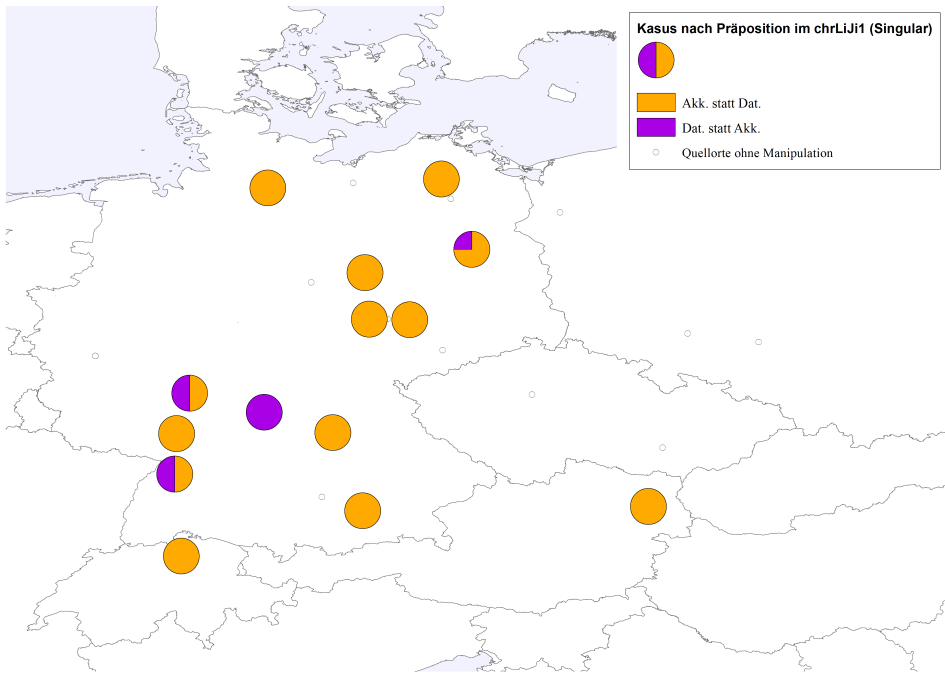 Kasus nach Präposition im chrLiJi1 (Singular)
Akk. statt Dat.
Dat. statt Akk.
Quellorte ohne Manipulation